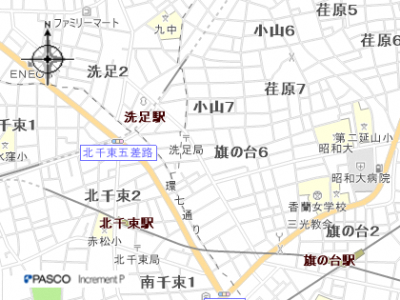 荏原5
ファミリーマート
九中
小山6
荏原6
N
ENEO
洗足2
荏原7
小山7
洗足駅
千束1
第二延山小
昭和大
北千束五差路
洗足局
旗の台6
水窪小
昭和大病院
環七通り
北千束2
香蘭女学校
三光教会
旗の台
北千束駅
赤松小
旗の台駅
北千束局
PASCO Increment P
南千束1